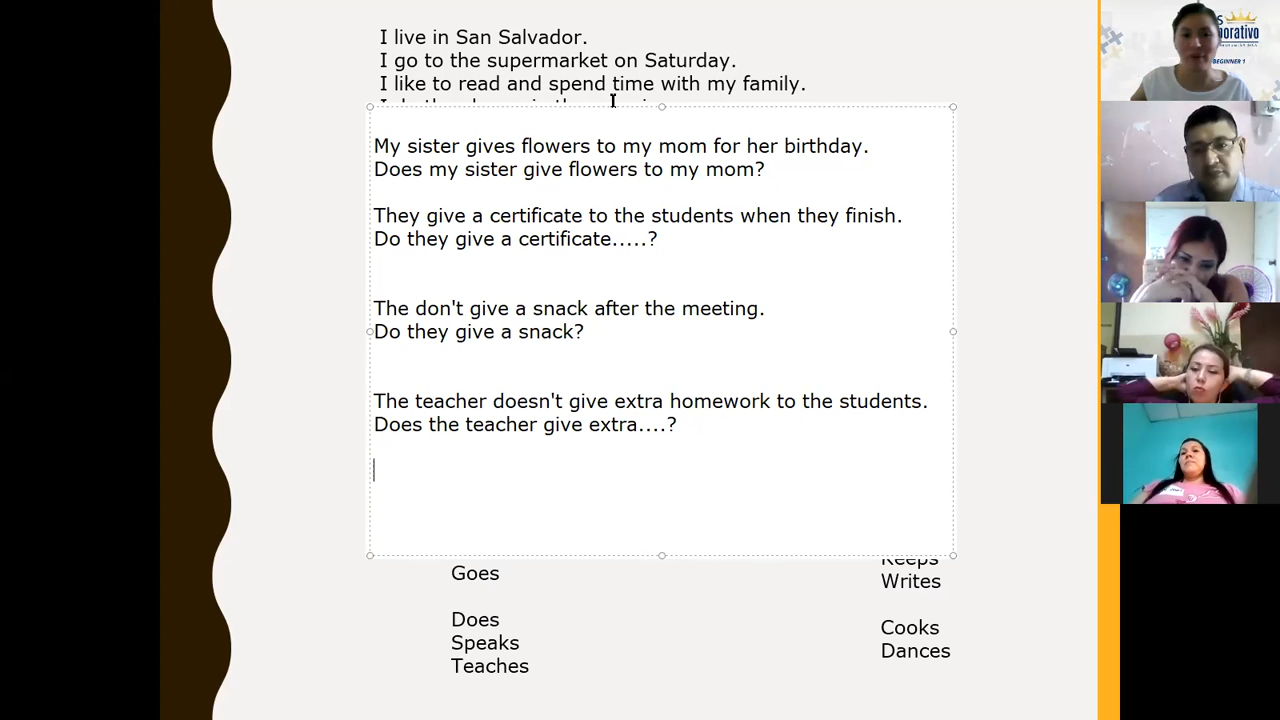 I live in San Salvador.
I go to the supermarket on Saturday.
I like to read and spend time with my family.
My sister gives flowers to my mom for her birthday.
Does my sister give flowers to my mom?
They give a certificate to the students when they finish.
Do they give a certificate.....?
The don't give a snack after the meeting.
Do they give a snack?
The teacher doesn't give extra homework to the students.
Does the teacher give extra....?
Goes
Does
Speaks
Teaches
Keeps
Writes
Cooks
Dances
BEGINNER 1